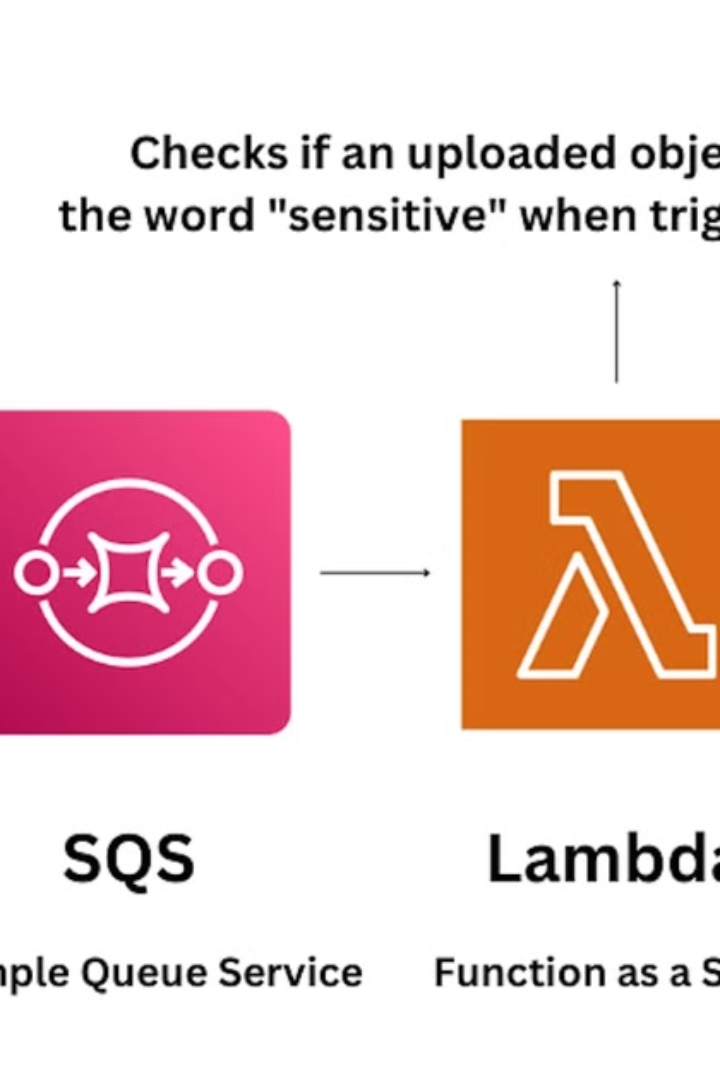 Checks if an uploaded obje
the word "sensitive" when trig
SQS
Lambda
mple Queue Service
Function as a S